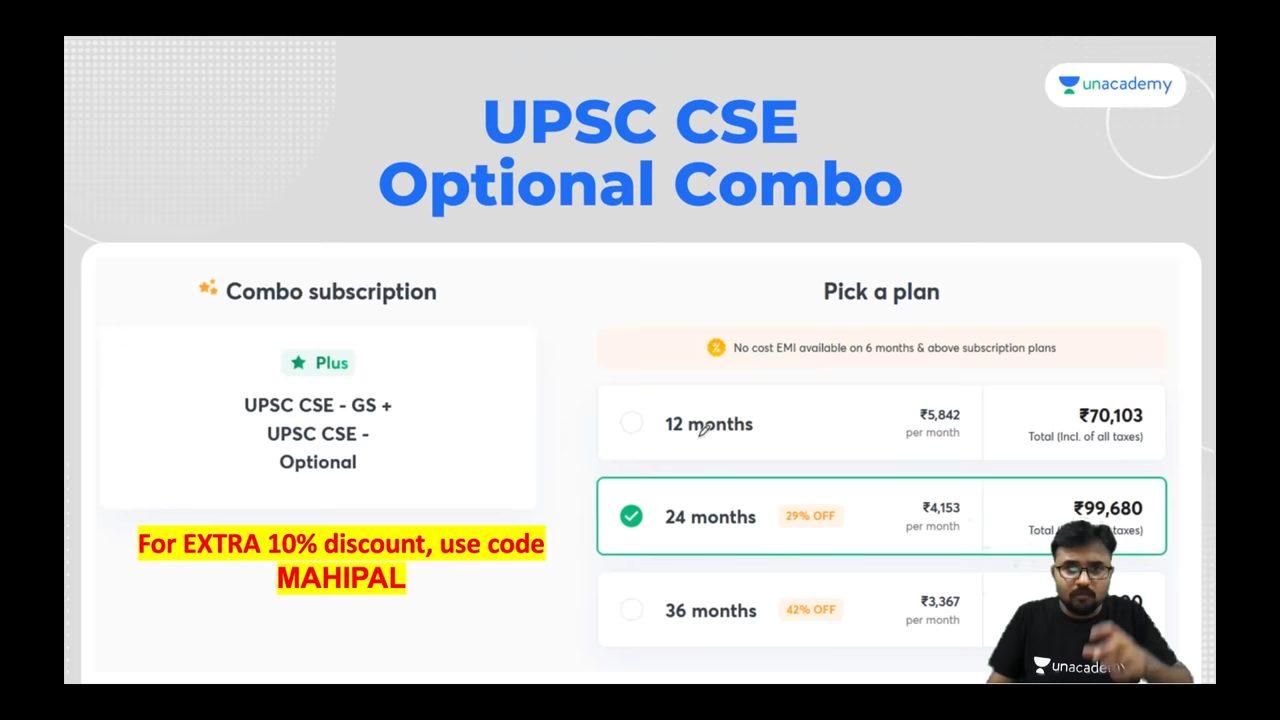 unacademy
UPSC CSE
Optional Combo
Combo subscription
Plus
UPSC CSE - GS +
UPSC CSE -
Optional
For EXTRA 10% discount, use code
MAHIPAL
Pick a plan
No cost EMI available on 6 months & above subscription plans
12 months ₹5,842 ₹70,103
per month Total (Incl. of all taxes)
24 months 29% OFF ₹4,153 ₹99,680
per month Total taxes)
36 months 42% OFF ₹3,367
per month
unacademy